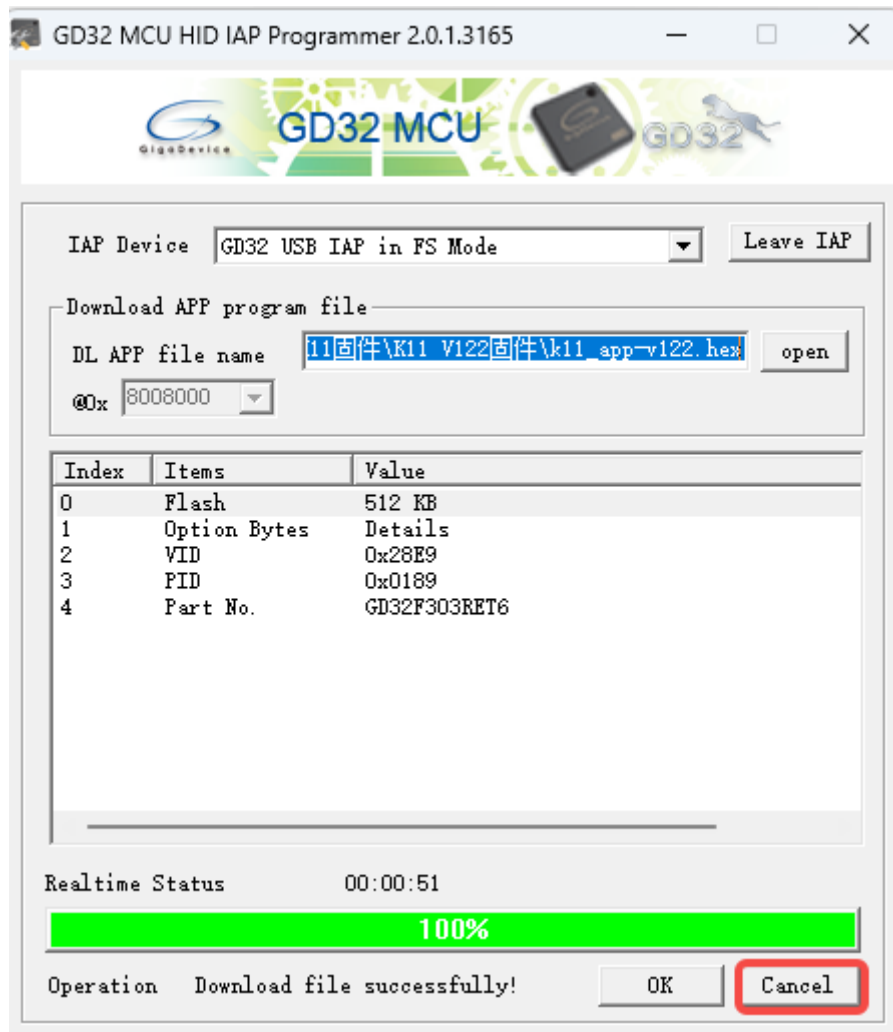 GD32 MCU HID IAP Programmer 2.0.1.3165
GigaDevice
GD32 MCU
GD32
IAP Device
GD32 USB IAP in FS Mode
Leave IAP
Download APP program file
DL APP file name
11固件\K11 V122固件\k11_app-v122.hex
open
@0x
8008000
Index Items Value
0 Flash 512 KB
1 Option Bytes Details
2 VID 0x28E9
3 PID 0x0189
4 Part No. GD32F303RET6
Realtime Status 00:00:51
100%
Operation Download file successfully!
OK
Cancel